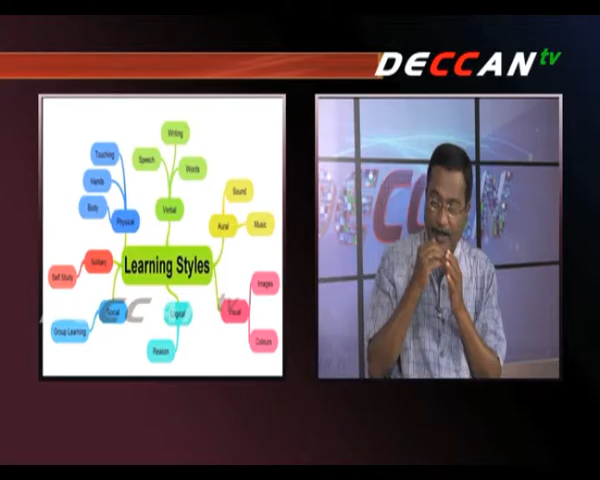 DECCAN tv
Writing
Speech
Words
Touching
Hands
Body
Physical
Verbal
Sound
Aural
Music
Learning Styles
Solitary
Self Study
Social
Group Learning
Logical
Reason
Visual
Images
Colours
DECCAN